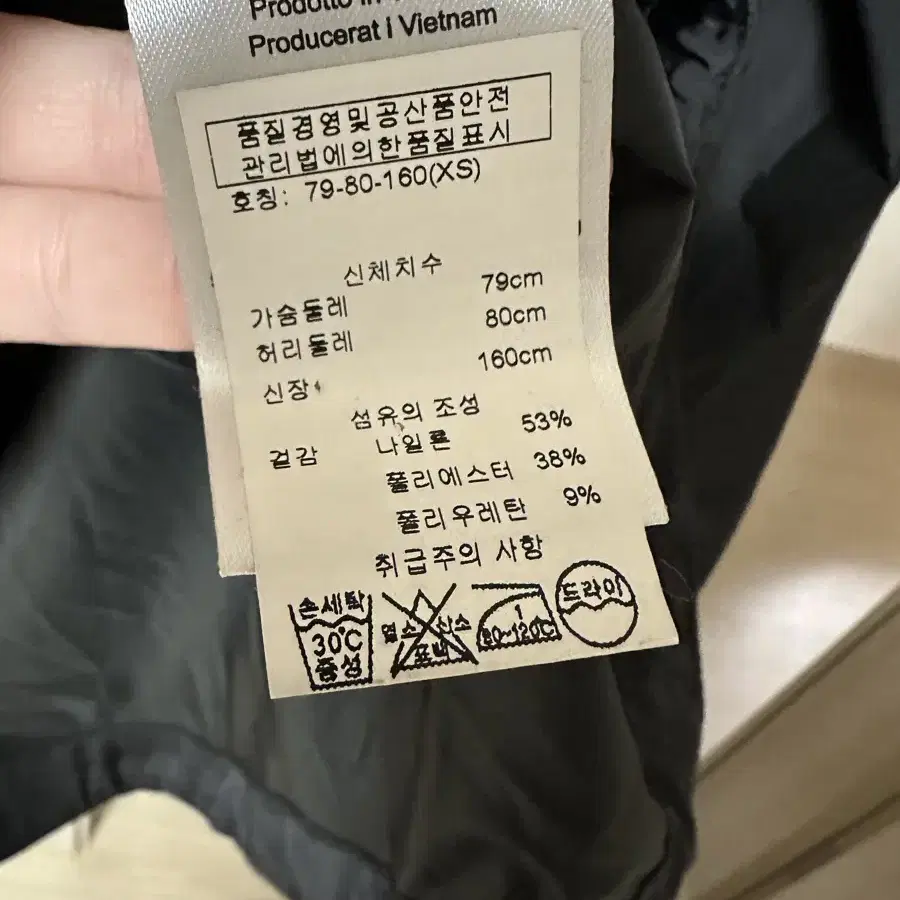 Prodotto in
Producerat i Vietnam
품질경영및공산품안전
관리법에의한품질표시
호칭: 79-80-160(XS)
신체치수
가슴둘레 79cm
허리둘레 80cm
신장 160cm
섬유의 조성
겉감 나일론 53%
폴리에스터 38%
폴리우레탄 9%
취급주의 사항
손세탁 30℃ 중성
염소 산소 표백
1 80~120℃
드라이